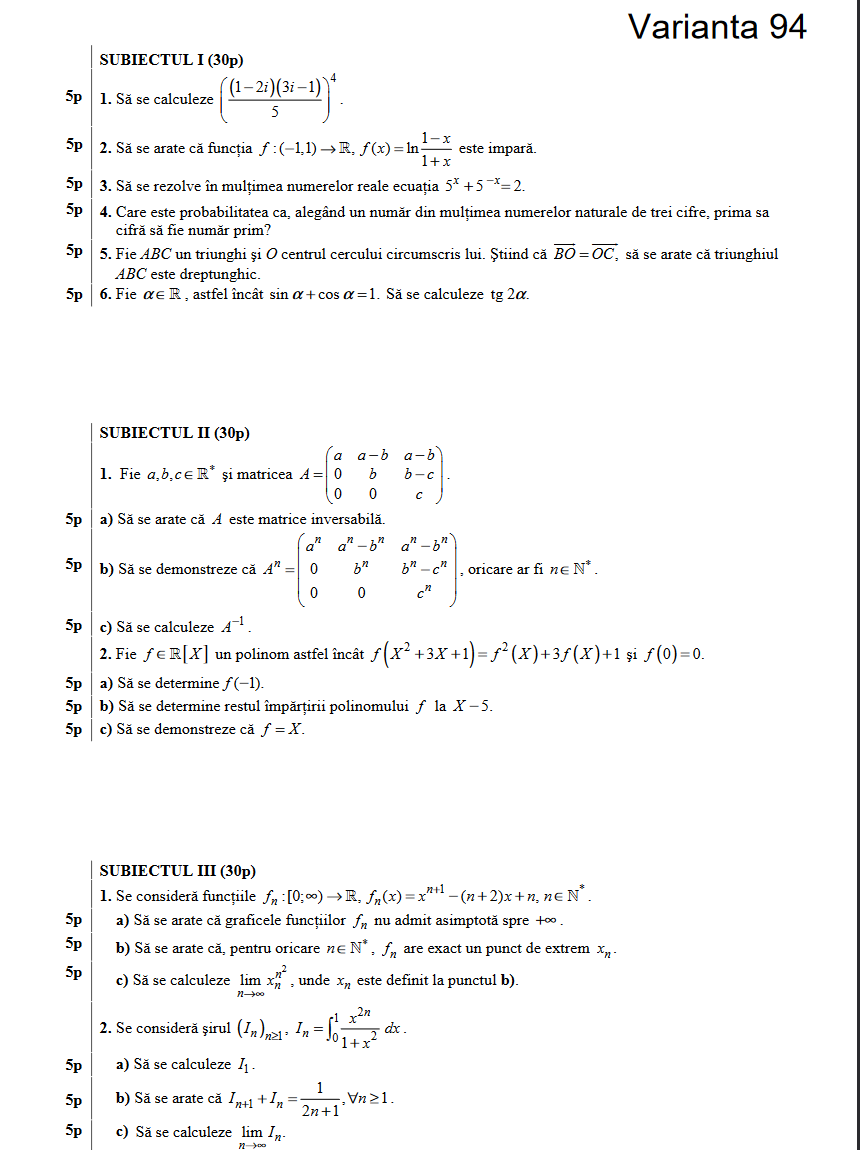 Varianta 94
SUBIECTUL I (30p)
5p 1. Să se calculeze $\left(\frac{(1-2i)(3i-1)}{5}\right)^4$.
5p 2. Să se arate că funcţia $f:(-1,1)\to\mathbb{R}, f(x)=\ln\frac{1-x}{1+x}$ este impară.
5p 3. Să se rezolve în mulţimea numerelor reale ecuaţia $5^x+5^{-x}=2$.
5p 4. Care este probabilitatea ca, alegând un număr din mulţimea numerelor naturale de trei cifre, prima sa
cifră să fie număr prim?
5p 5. Fie ABC un triunghi şi O centrul cercului circumscris lui. Ştiind că $\overrightarrow{BO}=\overrightarrow{OC}$, să se arate că triunghiul
ABC este dreptunghic.
5p 6. Fie $\alpha\in\mathbb{R}$, astfel încât $\sin\alpha+\cos\alpha=1$. Să se calculeze $\text{tg }2\alpha$.
SUBIECTUL II (30p)
1. Fie $a,b,c\in\mathbb{R}^*$ şi matricea $A=\begin{pmatrix}a&a-b&a-b\\0&b&b-c\\0&0&c\end{pmatrix}$.
5p a) Să se arate că A este matrice inversabilă.
5p b) Să se demonstreze că $A^n=\begin{pmatrix}a^n&a^n-b^n&a^n-b^n\\0&b^n&b^n-c^n\\0&0&c^n\end{pmatrix}$, oricare ar fi $n\in\mathbb{N}^*$.
5p c) Să se calculeze $A^{-1}$.
2. Fie $f\in\mathbb{R}[X]$ un polinom astfel încât $f(X^2+3X+1)=f^2(X)+3f(X)+1$ şi $f(0)=0$.
5p a) Să se determine $f(-1)$.
5p b) Să se determine restul împărţirii polinomului $f$ la $X-5$.
5p c) Să se demonstreze că $f=X$.
SUBIECTUL III (30p)
1. Se consideră funcţiile $f_n:[0;\infty)\to\mathbb{R}, f_n(x)=x^{n+1}-(n+2)x+n, n\in\mathbb{N}^*$.
5p a) Să se arate că graficele funcţiilor $f_n$ nu admit asimptotă spre $+\infty$.
5p b) Să se arate că, pentru oricare $n\in\mathbb{N}^*$, $f_n$ are exact un punct de extrem $x_n$.
5p c) Să se calculeze $\lim_{n\to\infty}x_n^{n^2}$, unde $x_n$ este definit la punctul b).
2. Se consideră şirul $(I_n)_{n\geq1}, I_n=\int_0^1\frac{x^{2n}}{1+x^2}dx$.
5p a) Să se calculeze $I_1$.
5p b) Să se arate că $I_{n+1}+I_n=\frac{1}{2n+1},\forall n\geq1$.
5p c) Să se calculeze $\lim_{n\to\infty}I_n$.